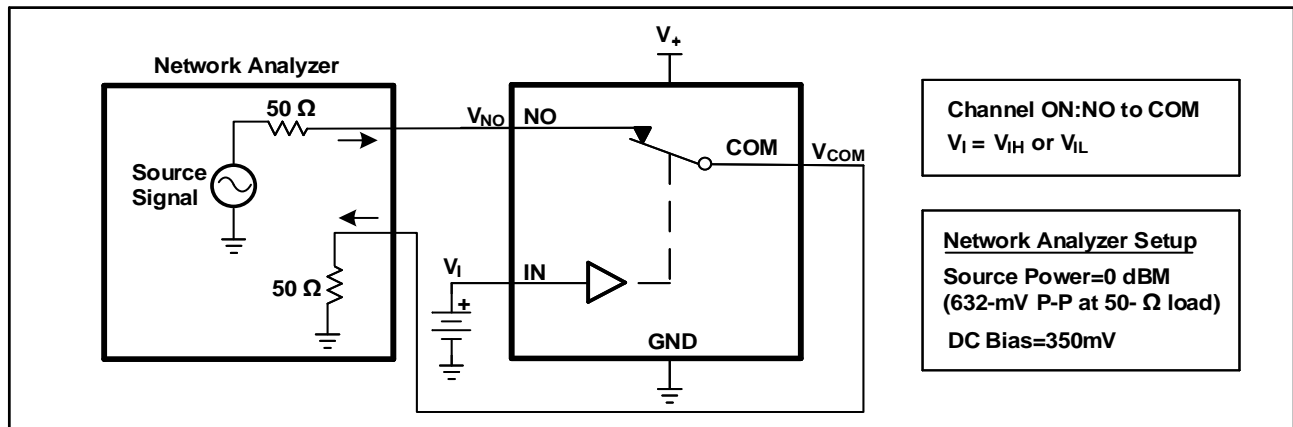 V+
Network Analyzer
50 Ω
VNO
NO
COM
VCOM
Source
Signal
50 Ω
VI
IN
+
GND
Channel ON:NO to COM
VI = VIH or VIL
Network Analyzer Setup
Source Power=0 dBM
(632-mV P-P at 50- Ω load)
DC Bias=350mV